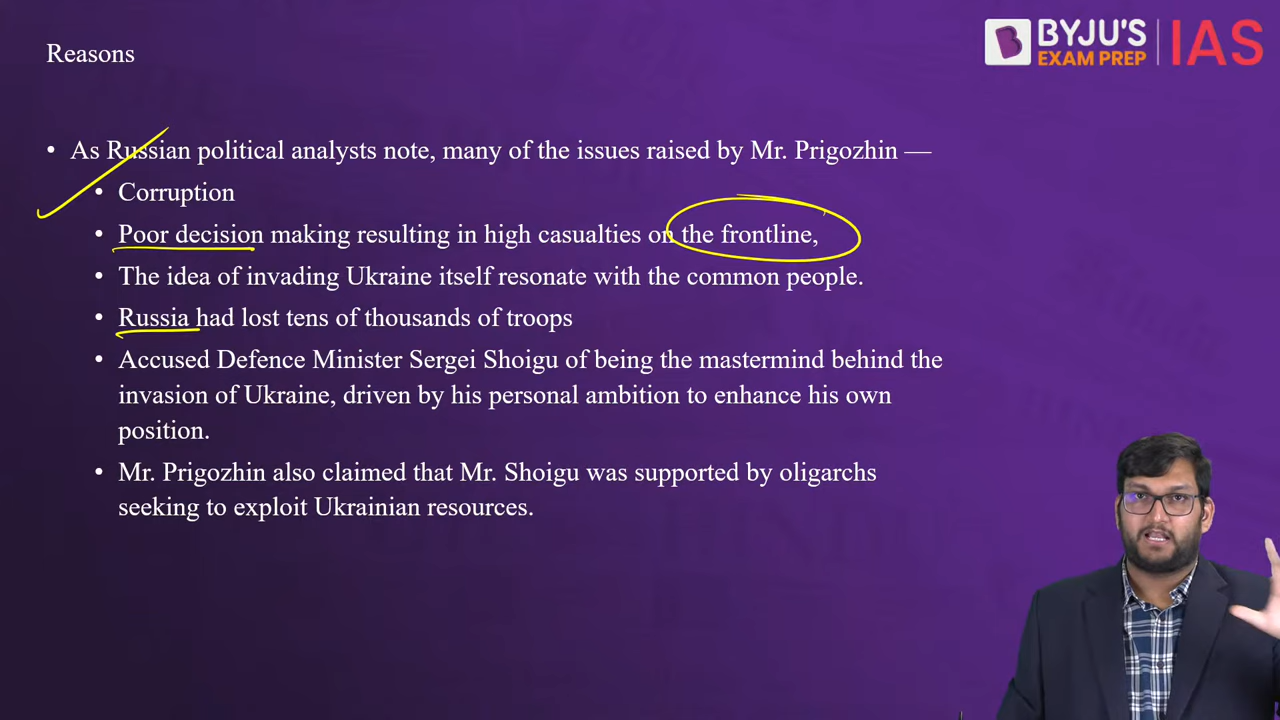 Reasons
BYJU'S
EXAM PREP
IAS
• As Russian political analysts note, many of the issues raised by Mr. Prigozhin —
• Corruption
• Poor decision making resulting in high casualties on the frontline,
• The idea of invading Ukraine itself resonate with the common people.
• Russia had lost tens of thousands of troops
• Accused Defence Minister Sergei Shoigu of being the mastermind behind the
invasion of Ukraine, driven by his personal ambition to enhance his own
position.
• Mr. Prigozhin also claimed that Mr. Shoigu was supported by oligarchs
seeking to exploit Ukrainian resources.